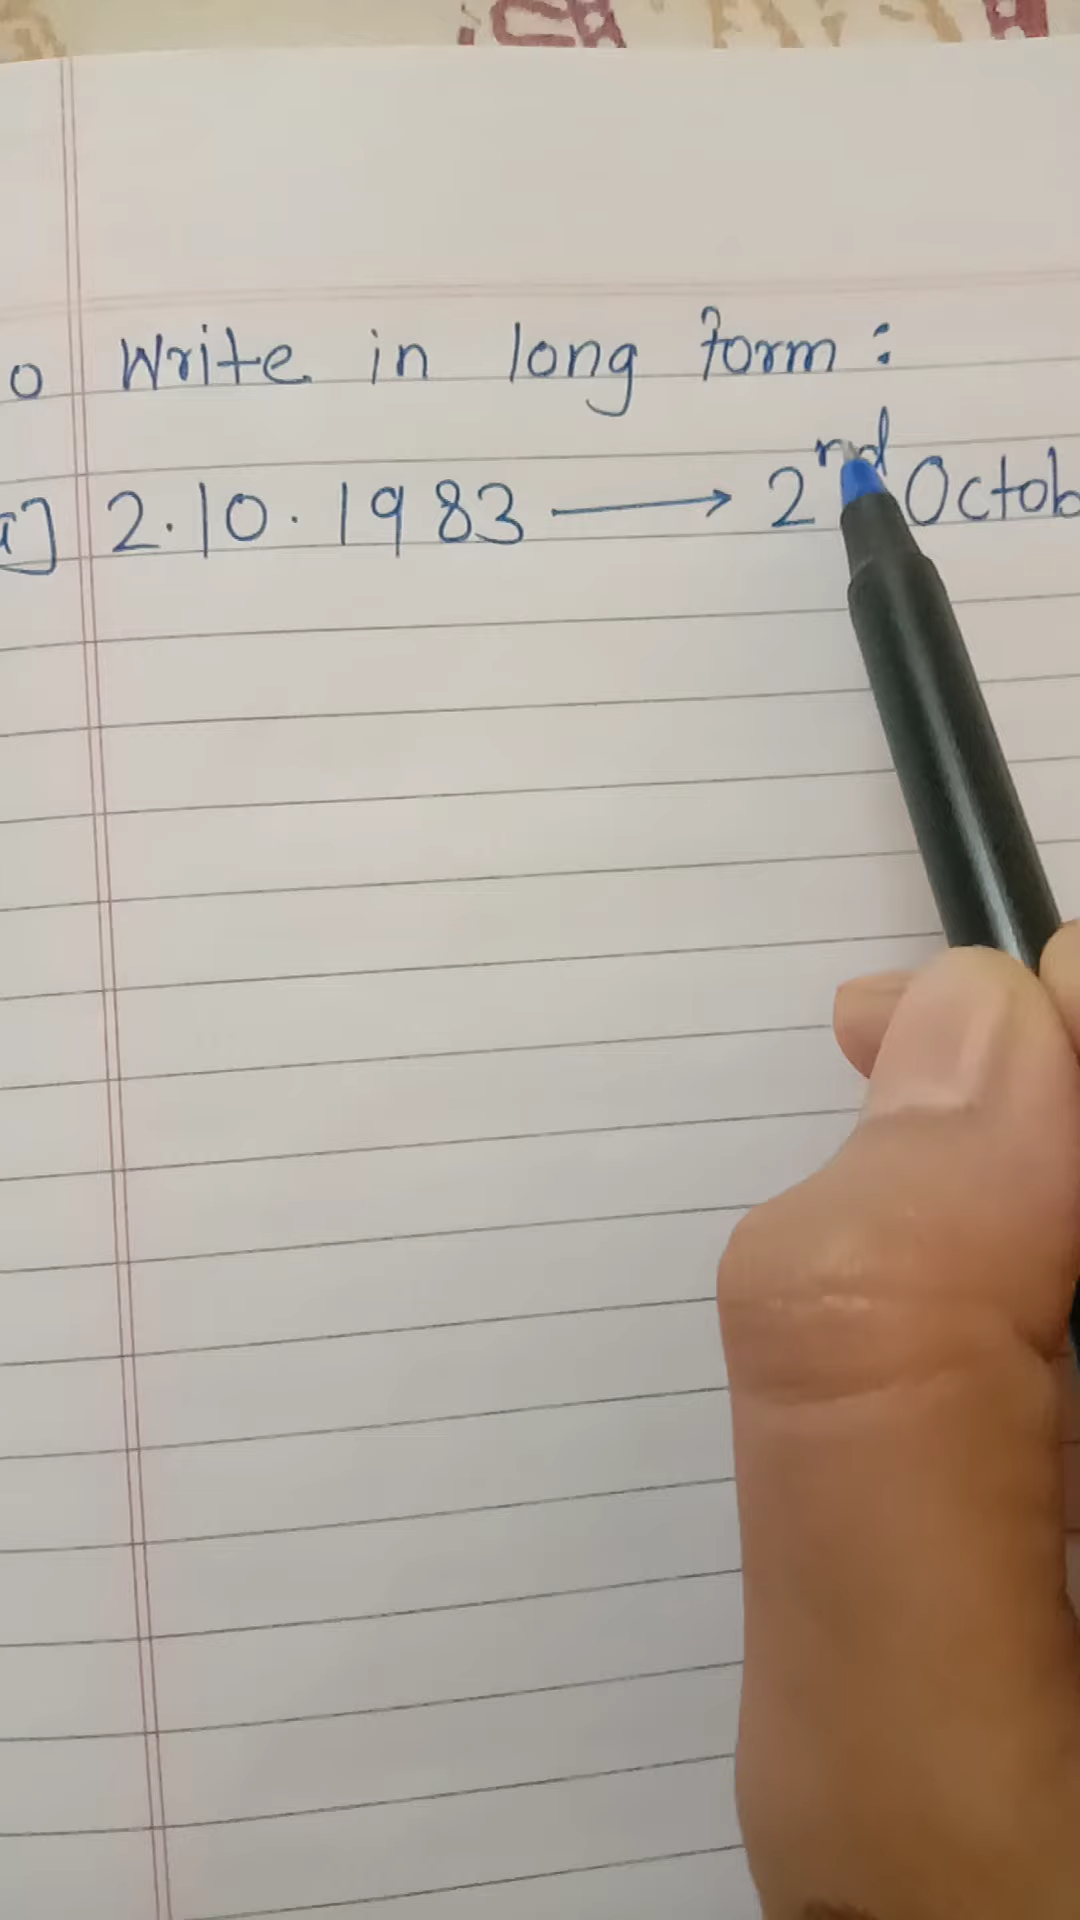 o Write in long form:
a] 2.10.1983 → 2nd Octob